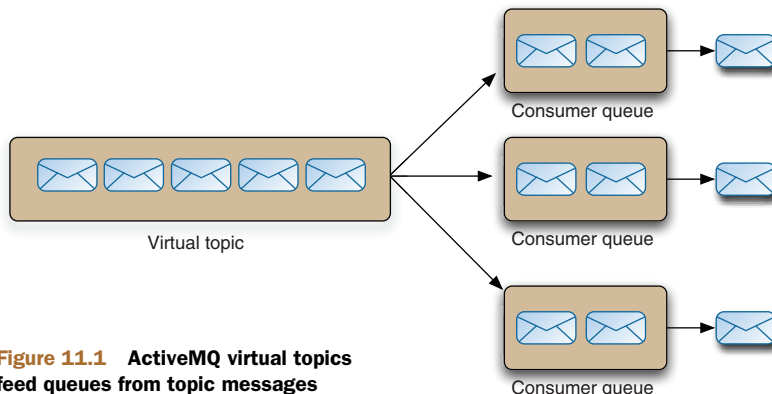 Consumer queue
Virtual topic
Consumer queue
Figure 11.1 ActiveMQ virtual topics
feed queues from topic messages
Consumer queue